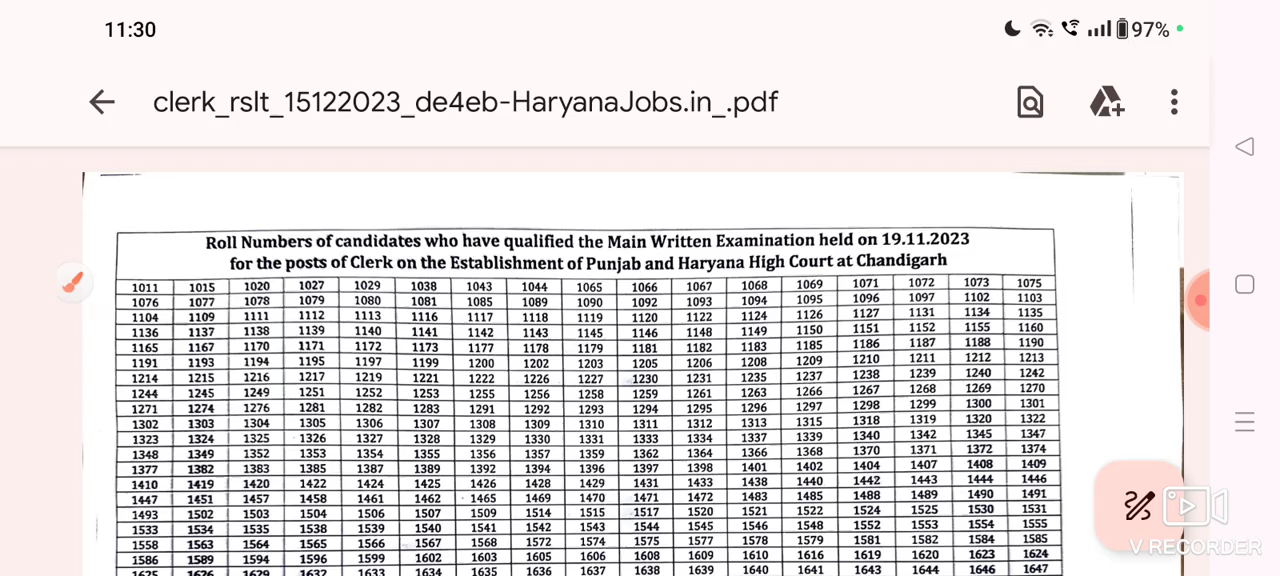 11:30
97%
clerk_rslt_15122023_de4eb-HaryanaJobs.in_.pdf
Roll Numbers of candidates who have qualified the Main Written Examination held on 19.11.2023
for the posts of Clerk on the Establishment of Punjab and Haryana High Court at Chandigarh
1011 1015 1020 1027 1029 1038 1043 1044 1065 1066 1067 1068 1069 1071 1072 1073 1075
1076 1077 1078 1079 1080 1081 1085 1089 1090 1092 1093 1094 1095 1096 1097 1102 1103
1104 1109 1111 1112 1113 1116 1117 1118 1119 1120 1122 1124 1126 1127 1131 1134 1135
1136 1137 1138 1139 1140 1141 1142 1143 1145 1146 1148 1149 1150 1151 1152 1155 1160
1165 1167 1170 1171 1172 1173 1177 1178 1179 1181 1182 1183 1185 1186 1187 1188 1190
1191 1193 1194 1195 1197 1199 1200 1202 1203 1205 1206 1208 1209 1210 1211 1212 1213
1214 1215 1216 1217 1219 1221 1222 1226 1227 1230 1231 1235 1237 1238 1239 1240 1242
1244 1245 1249 1251 1252 1253 1255 1256 1258 1259 1261 1263 1266 1267 1268 1269 1270
1271 1274 1276 1281 1282 1283 1291 1292 1293 1294 1295 1296 1297 1298 1299 1300 1301
1302 1303 1304 1305 1306 1307 1308 1309 1310 1311 1312 1313 1315 1318 1319 1320 1322
1323 1324 1325 1326 1327 1328 1329 1330 1331 1333 1334 1337 1339 1340 1342 1345 1347
1348 1349 1352 1353 1354 1355 1356 1357 1359 1362 1364 1366 1368 1370 1371 1372 1374
1377 1382 1383 1385 1387 1389 1392 1394 1396 1397 1398 1401 1402 1404 1407 1408 1409
1410 1419 1420 1422 1424 1425 1426 1428 1429 1431 1433 1438 1440 1442 1443 1444 1446
1447 1451 1457 1458 1461 1462 1465 1469 1470 1471 1472 1483 1485 1488 1489 1490 1491
1493 1502 1503 1504 1506 1507 1509 1514 1515 1517 1520 1521 1522 1524 1525 1530 1531
1533 1534 1535 1538 1539 1540 1541 1542 1543 1544 1545 1546 1548 1552 1553 1554 1555
1558 1563 1564 1565 1566 1567 1568 1572 1574 1575 1577 1578 1579 1581 1582 1584 1585
1586 1589 1594 1596 1599 1602 1603 1605 1606 1608 1609 1610 1616 1619 1620 1623 1624
1625 1626 1629 1632 1633 1634 1635 1636 1637 1638 1639 1640 1641 1643 1644 1646 1647
V RECORDER